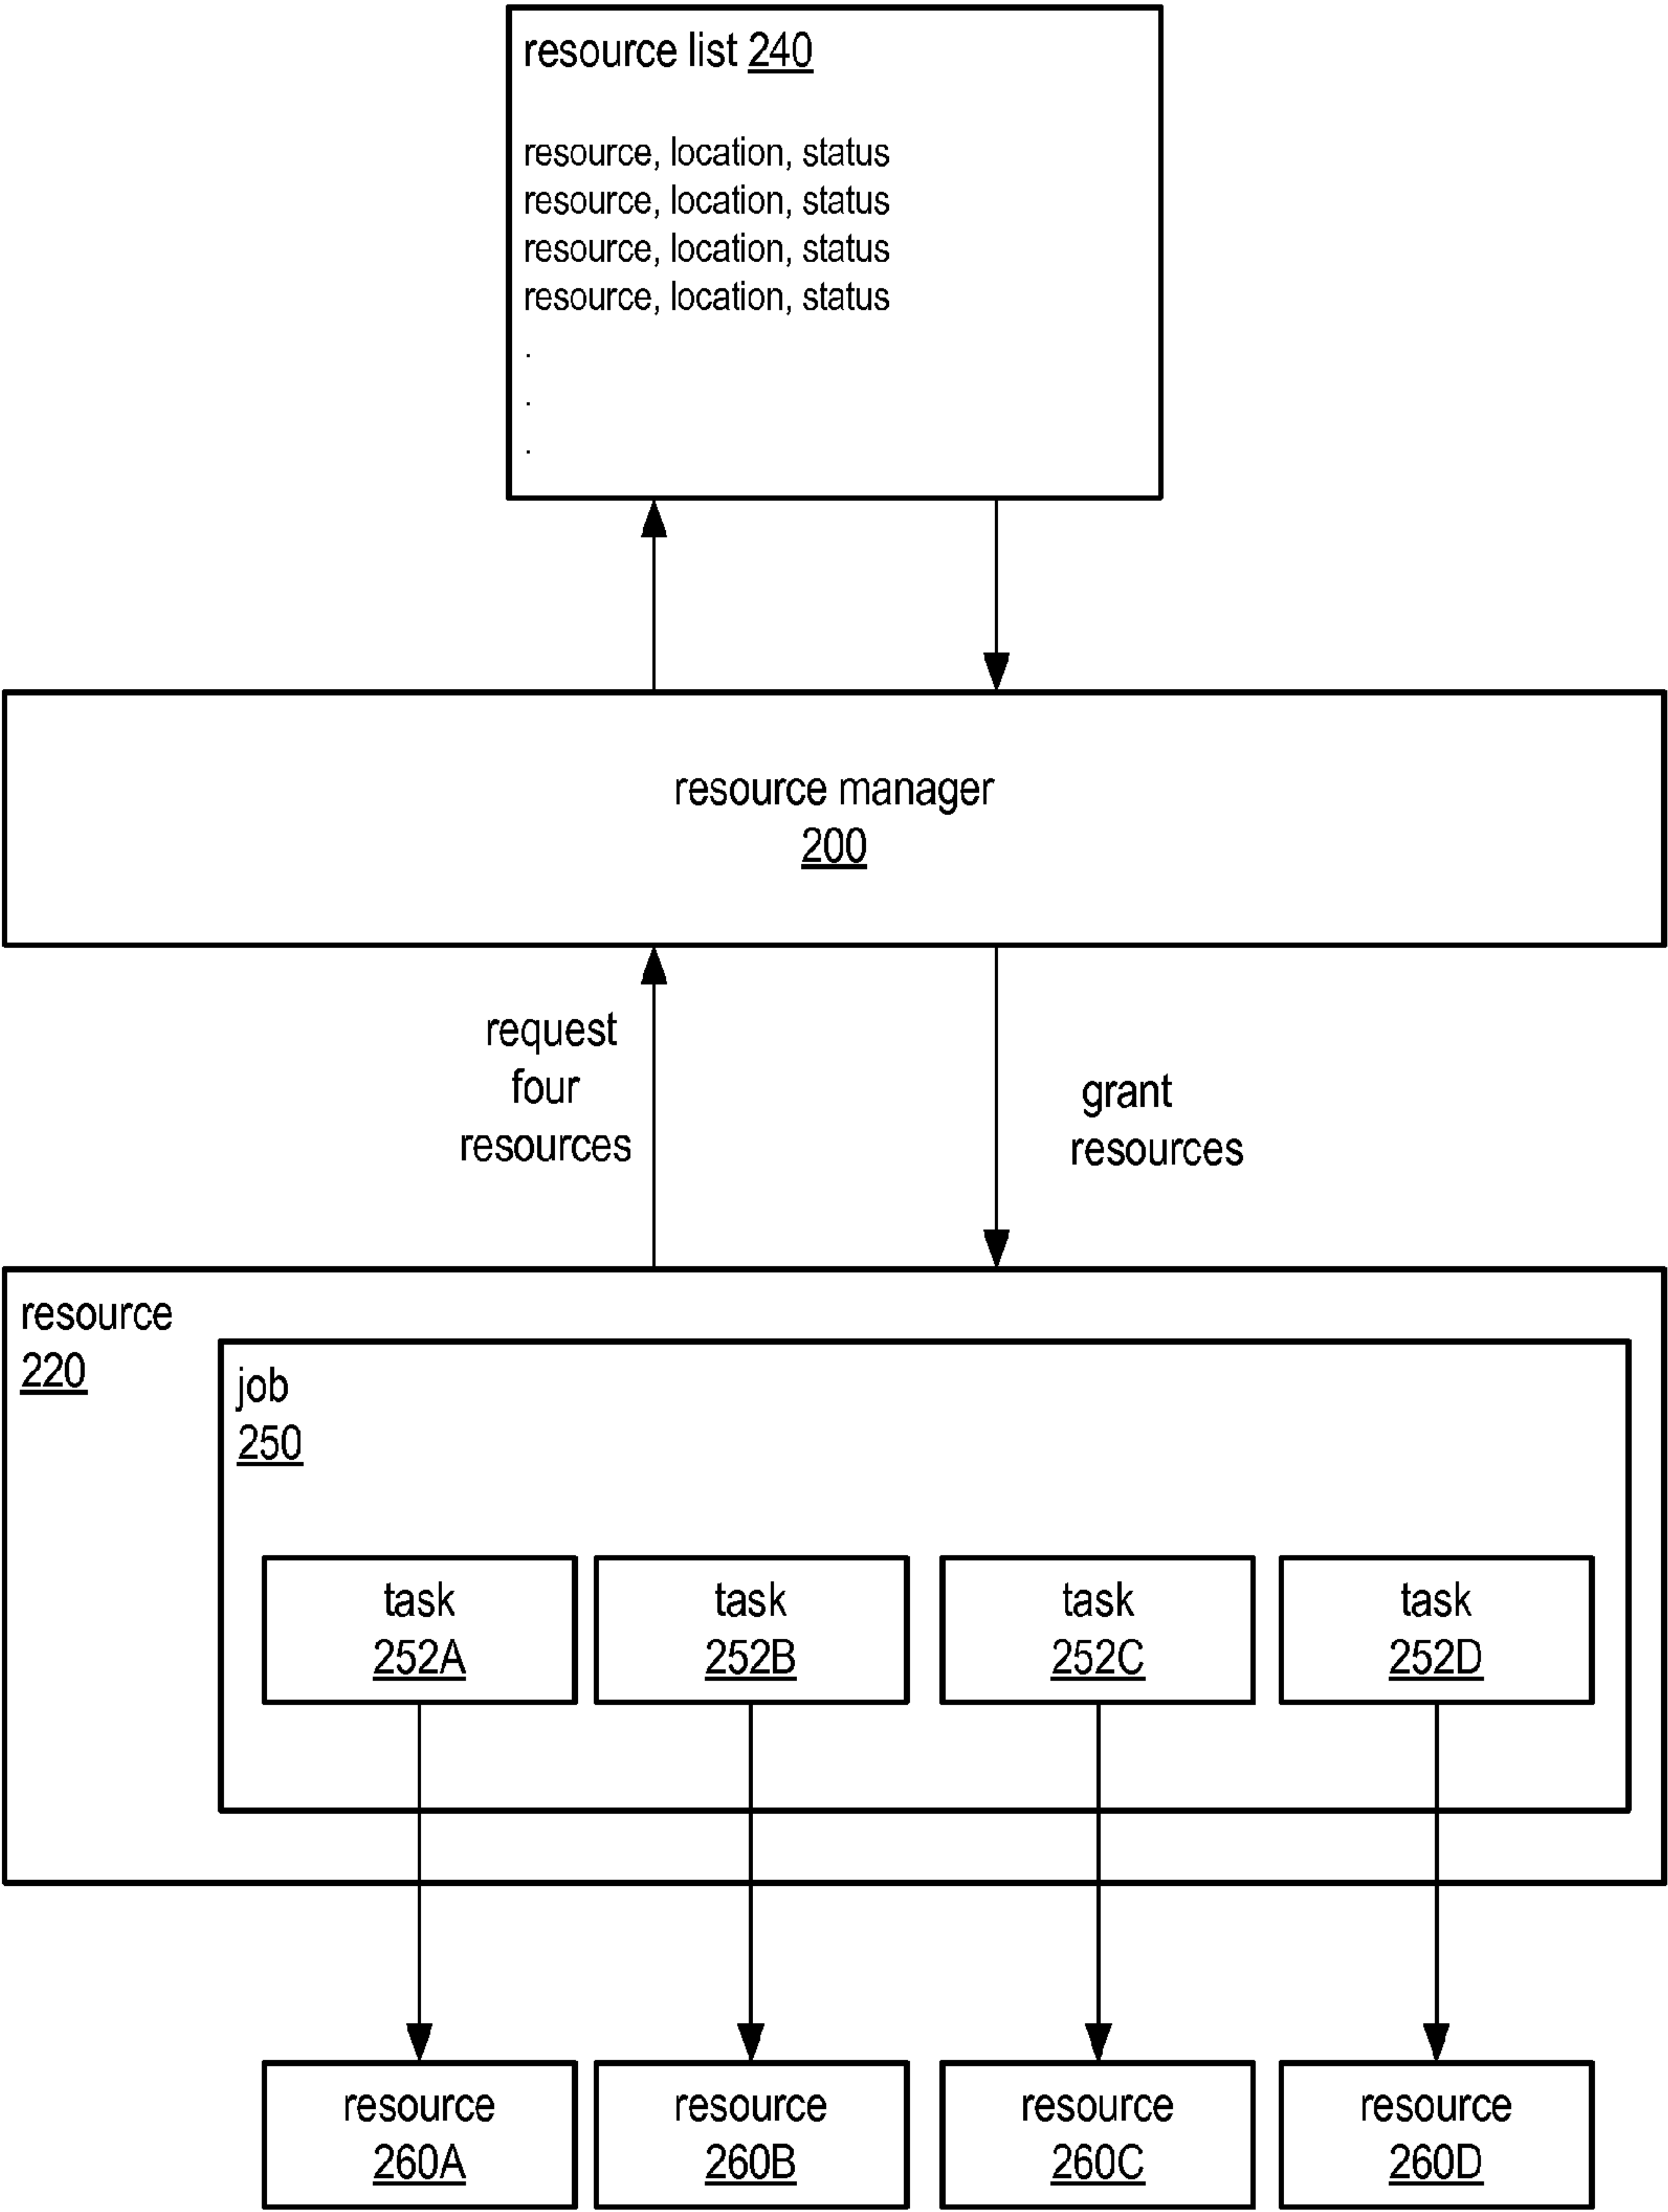 resource list 240
resource, location, status
resource, location, status
resource, location, status
resource, location, status
.
.
.
resource manager
200
request
four
resources
grant
resources
resource
220
job
250
task
252A
task
252B
task
252C
task
252D
resource
260A
resource
260B
resource
260C
resource
260D